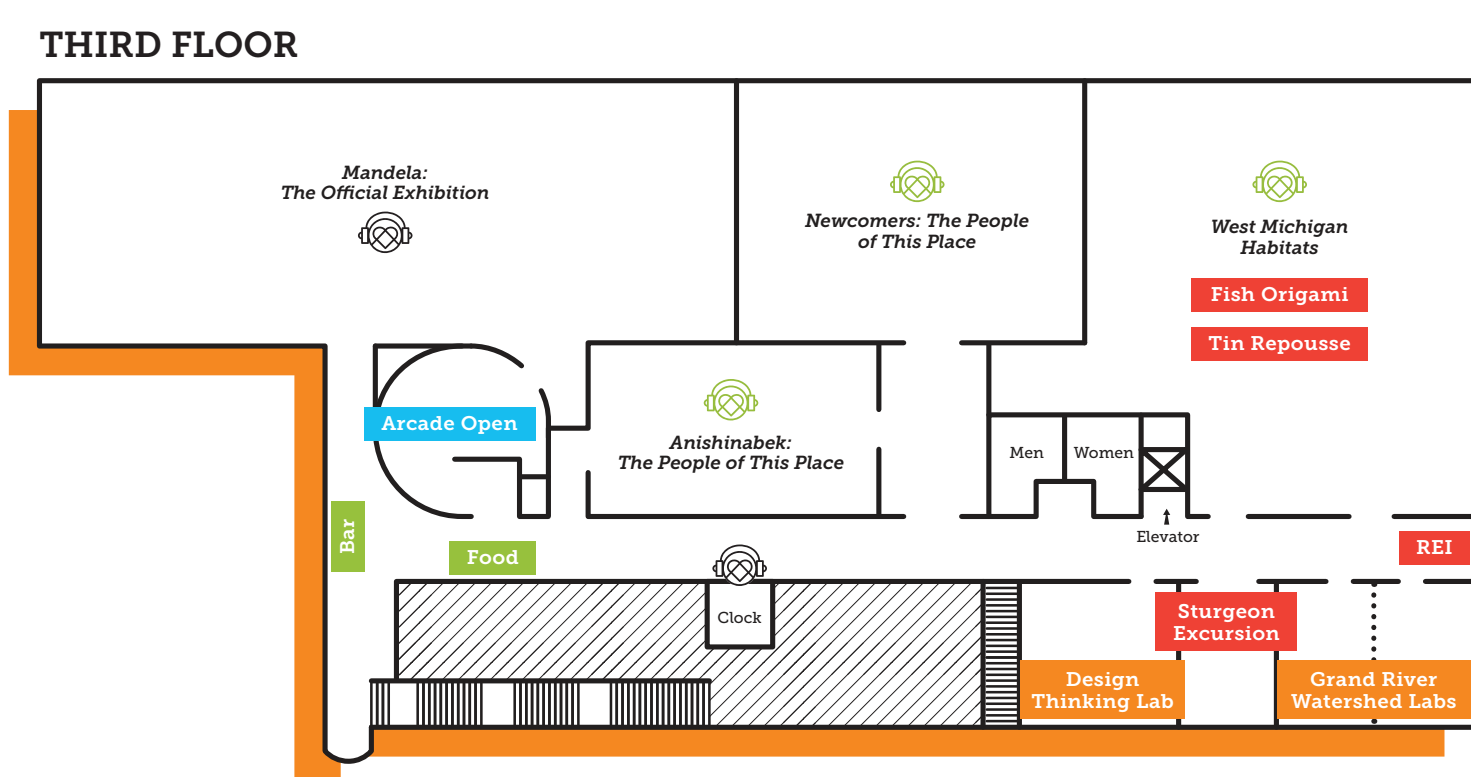 THIRD FLOOR
Mandela:
The Official Exhibition
Newcomers: The People
of This Place
West Michigan
Habitats
Fish Origami
Tin Repousse
Arcade Open
Anishinabek:
The People of This Place
Men
Women
Bar
Food
Elevator
REI
Clock
Sturgeon
Excursion
Design
Thinking Lab
Grand River
Watershed Labs